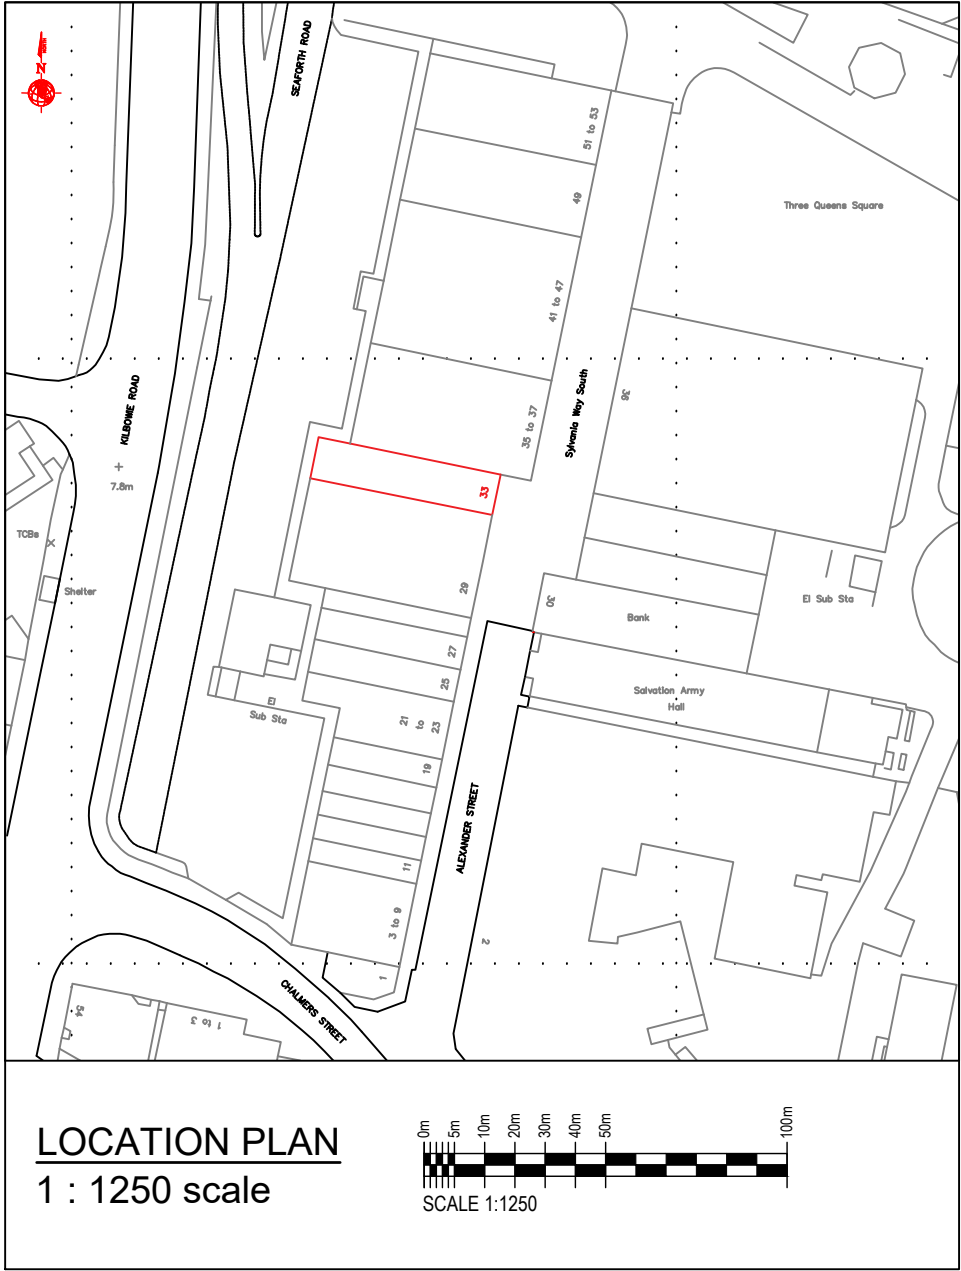 SEAFORTH ROAD
NORTH
N
51 to 53
49
Three Queens Square
41 to 47
Sylvania Way South
36
KILBOWIE ROAD
35 to 37
7.8m
33
TCBs
Shelter
29
30
El Sub Sta
Bank
27
25
Salvation Army
Hall
El
Sub Sta
21
to
23
19
ALEXANDER STREET
11
3 to 9
2
1
CHALMERS STREET
54
1 to 3
LOCATION PLAN
1 : 1250 scale
0m 5m 10m 20m 30m 40m 50m 100m
SCALE 1:1250